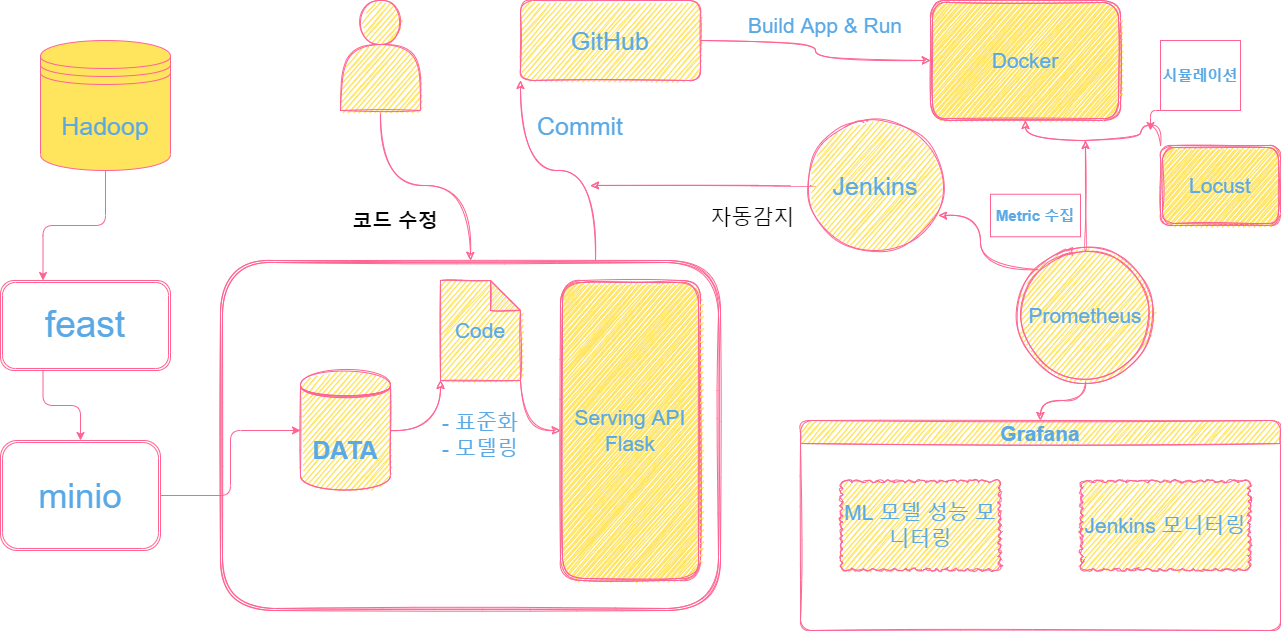 GitHub
Build App & Run
Docker
시뮬레이션
Hadoop
Commit
Jenkins
Locust
코드 수정
자동감지
Metric 수집
feast
Code
Prometheus
DATA
- 표준화
- 모델링
Serving API
Flask
Grafana
minio
ML 모델 성능 모
니터링
Jenkins 모니터링